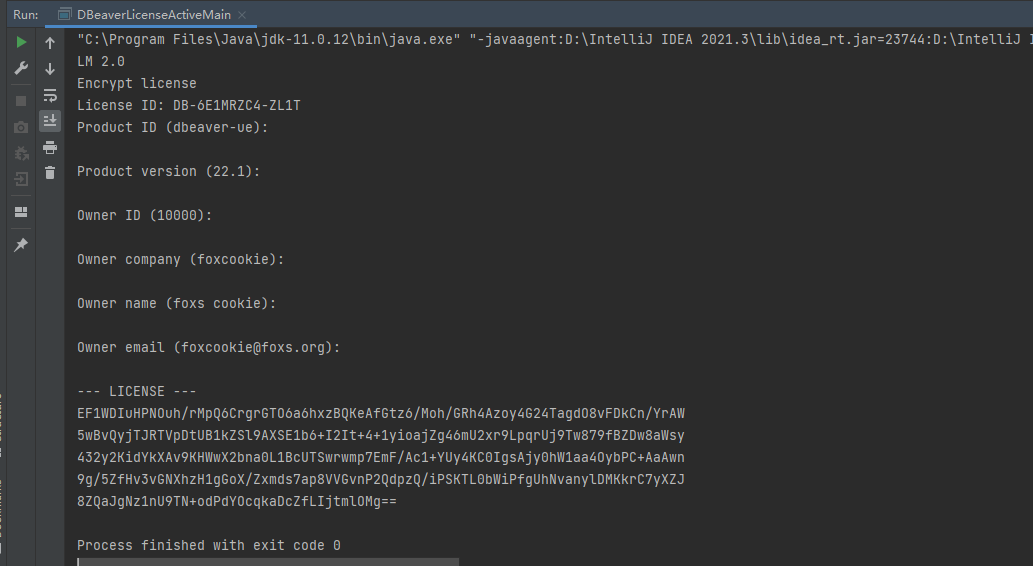 Run: DBeaverLicenseActiveMain
"C:\Program Files\Java\jdk-11.0.12\bin\java.exe" "-javaagent:D:\IntelliJ IDEA 2021.3\lib\idea_rt.jar=23744:D:\IntelliJ
LM 2.0
Encrypt license
License ID: DB-6E1MRZC4-ZL1T
Product ID (dbeaver-ue):
Product version (22.1):
Owner ID (10000):
Owner company (foxcookie):
Owner name (foxs cookie):
Owner email (foxcookie@foxs.org):
--- LICENSE ---
EF1WDIuHPNOuh/rMpQ6CrgrGTO6a6hxzBQKeAfGtz6/Moh/GRh4Azoy4G24TagdO8vFDkCn/YrAW
5wBvQyjTJRTVpDtUB1kZSl9AXSE1b6+I2It+4+1yioajZg46mU2xr9LpqrUj9Tw879fBZDw8aWsy
432y2KidYkXAv9KHWwX2bna0L1BcUTSwrwmp7EmF/Ac1+YUy4KC0IgsAjy0hW1aa4OybPC+AaAwn
9g/5ZfHv3vGNXhzH1gGoX/Zxmds7ap8VVGvnP2QdpzQ/iPSKTL0bWiPfgUhNvanylDMKkrC7yXZJ
8ZQaJgNz1nU9TN+odPdYOcqkaDcZfLIjtmlOMg==
Process finished with exit code 0